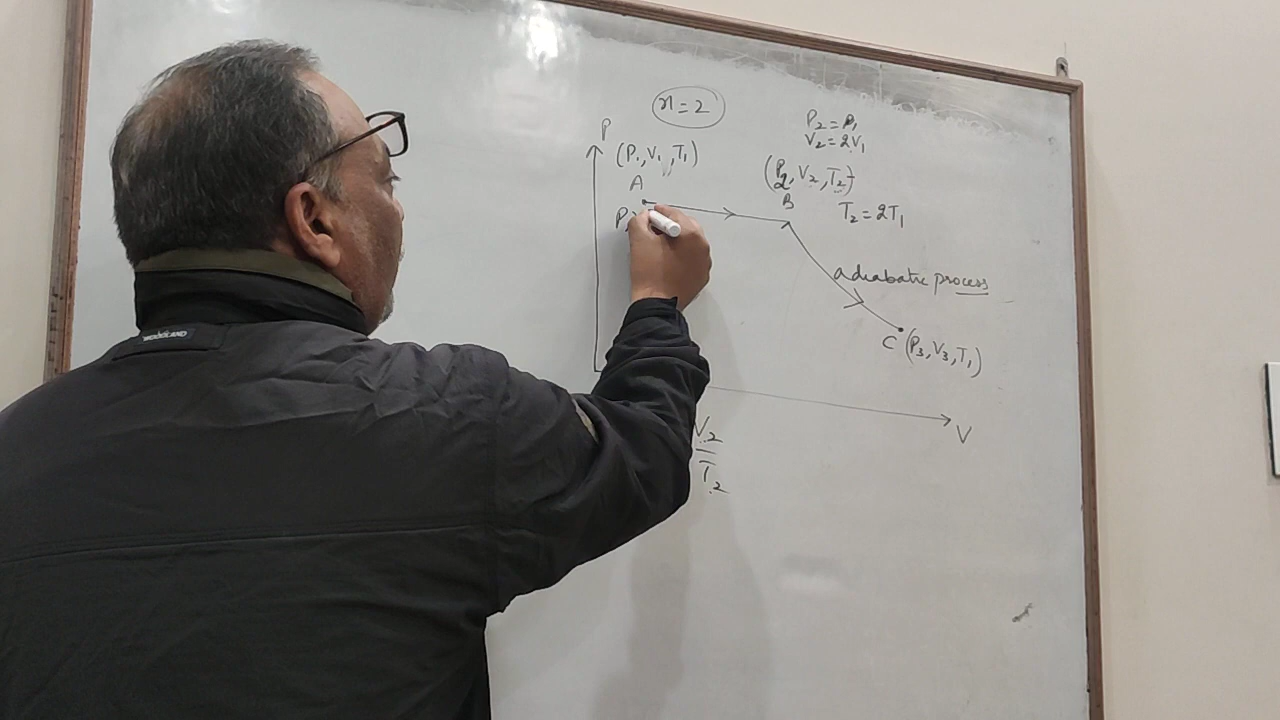 n=2
P
(P₁,V₁,T₁)
A
P₂=P₁
V₂=2V₁
(P₂,V₂,T₂)
B
T₂=2T₁
adiabatic process
C (P₃,V₃,T₁)
V
V₂
T₂
WOODLAND